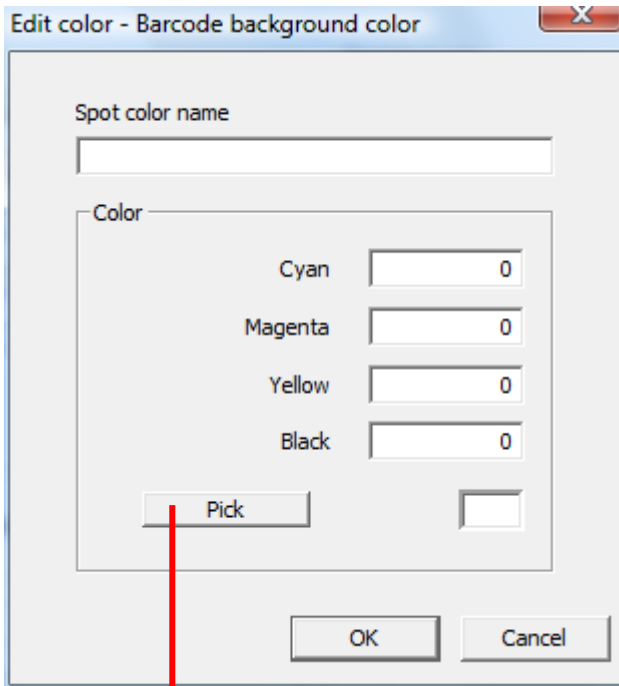 Edit color - Barcode background color
Spot color name
Color
Cyan 0
Magenta 0
Yellow 0
Black 0
Pick
OK Cancel